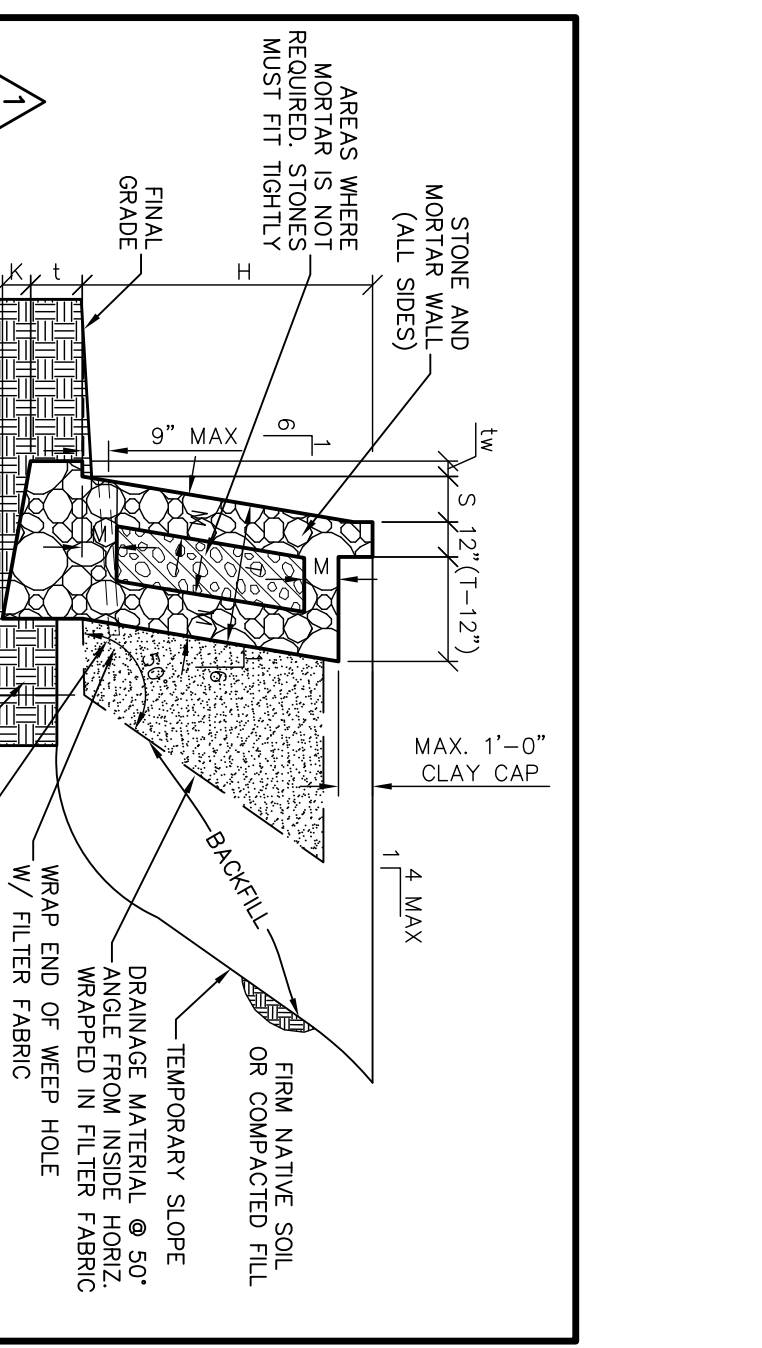 STONE AND
MORTAR WALL
(ALL SIDES)
AREAS WHERE
MORTAR IS NOT
REQUIRED. STONES
MUST FIT TIGHTLY
FINAL
GRADE
1
H
t
K
tw
S
12"
(T-12")
9" MAX
6
1
M
M
M
M
T
1
6
50°
MAX. 1'-0"
CLAY CAP
4 MAX
1
BACKFILL
FIRM NATIVE SOIL
OR COMPACTED FILL
TEMPORARY SLOPE
DRAINAGE MATERIAL @ 50°
ANGLE FROM INSIDE HORIZ.
WRAPPED IN FILTER FABRIC
WRAP END OF WEEP HOLE
W/ FILTER FABRIC